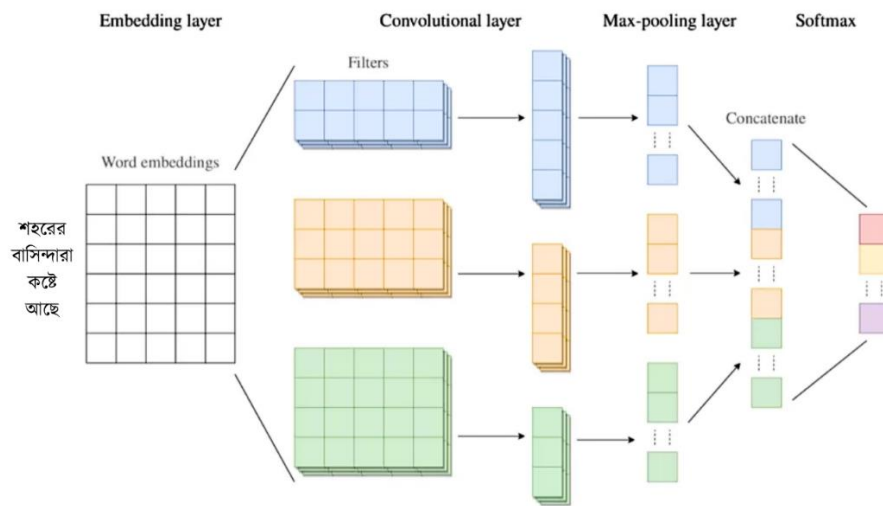 Embedding layer
Convolutional layer
Max-pooling layer
Softmax
Filters
Concatenate
Word embeddings
শহরের
বাসিন্দারা
কষ্টে
আছে